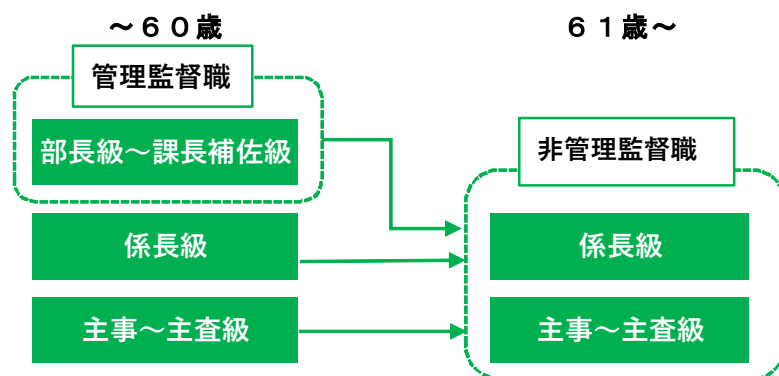 ～６０歳
６１歳～
管理監督職
部長級～課長補佐級
非管理監督職
係長級
係長級
主事～主査級
主事～主査級